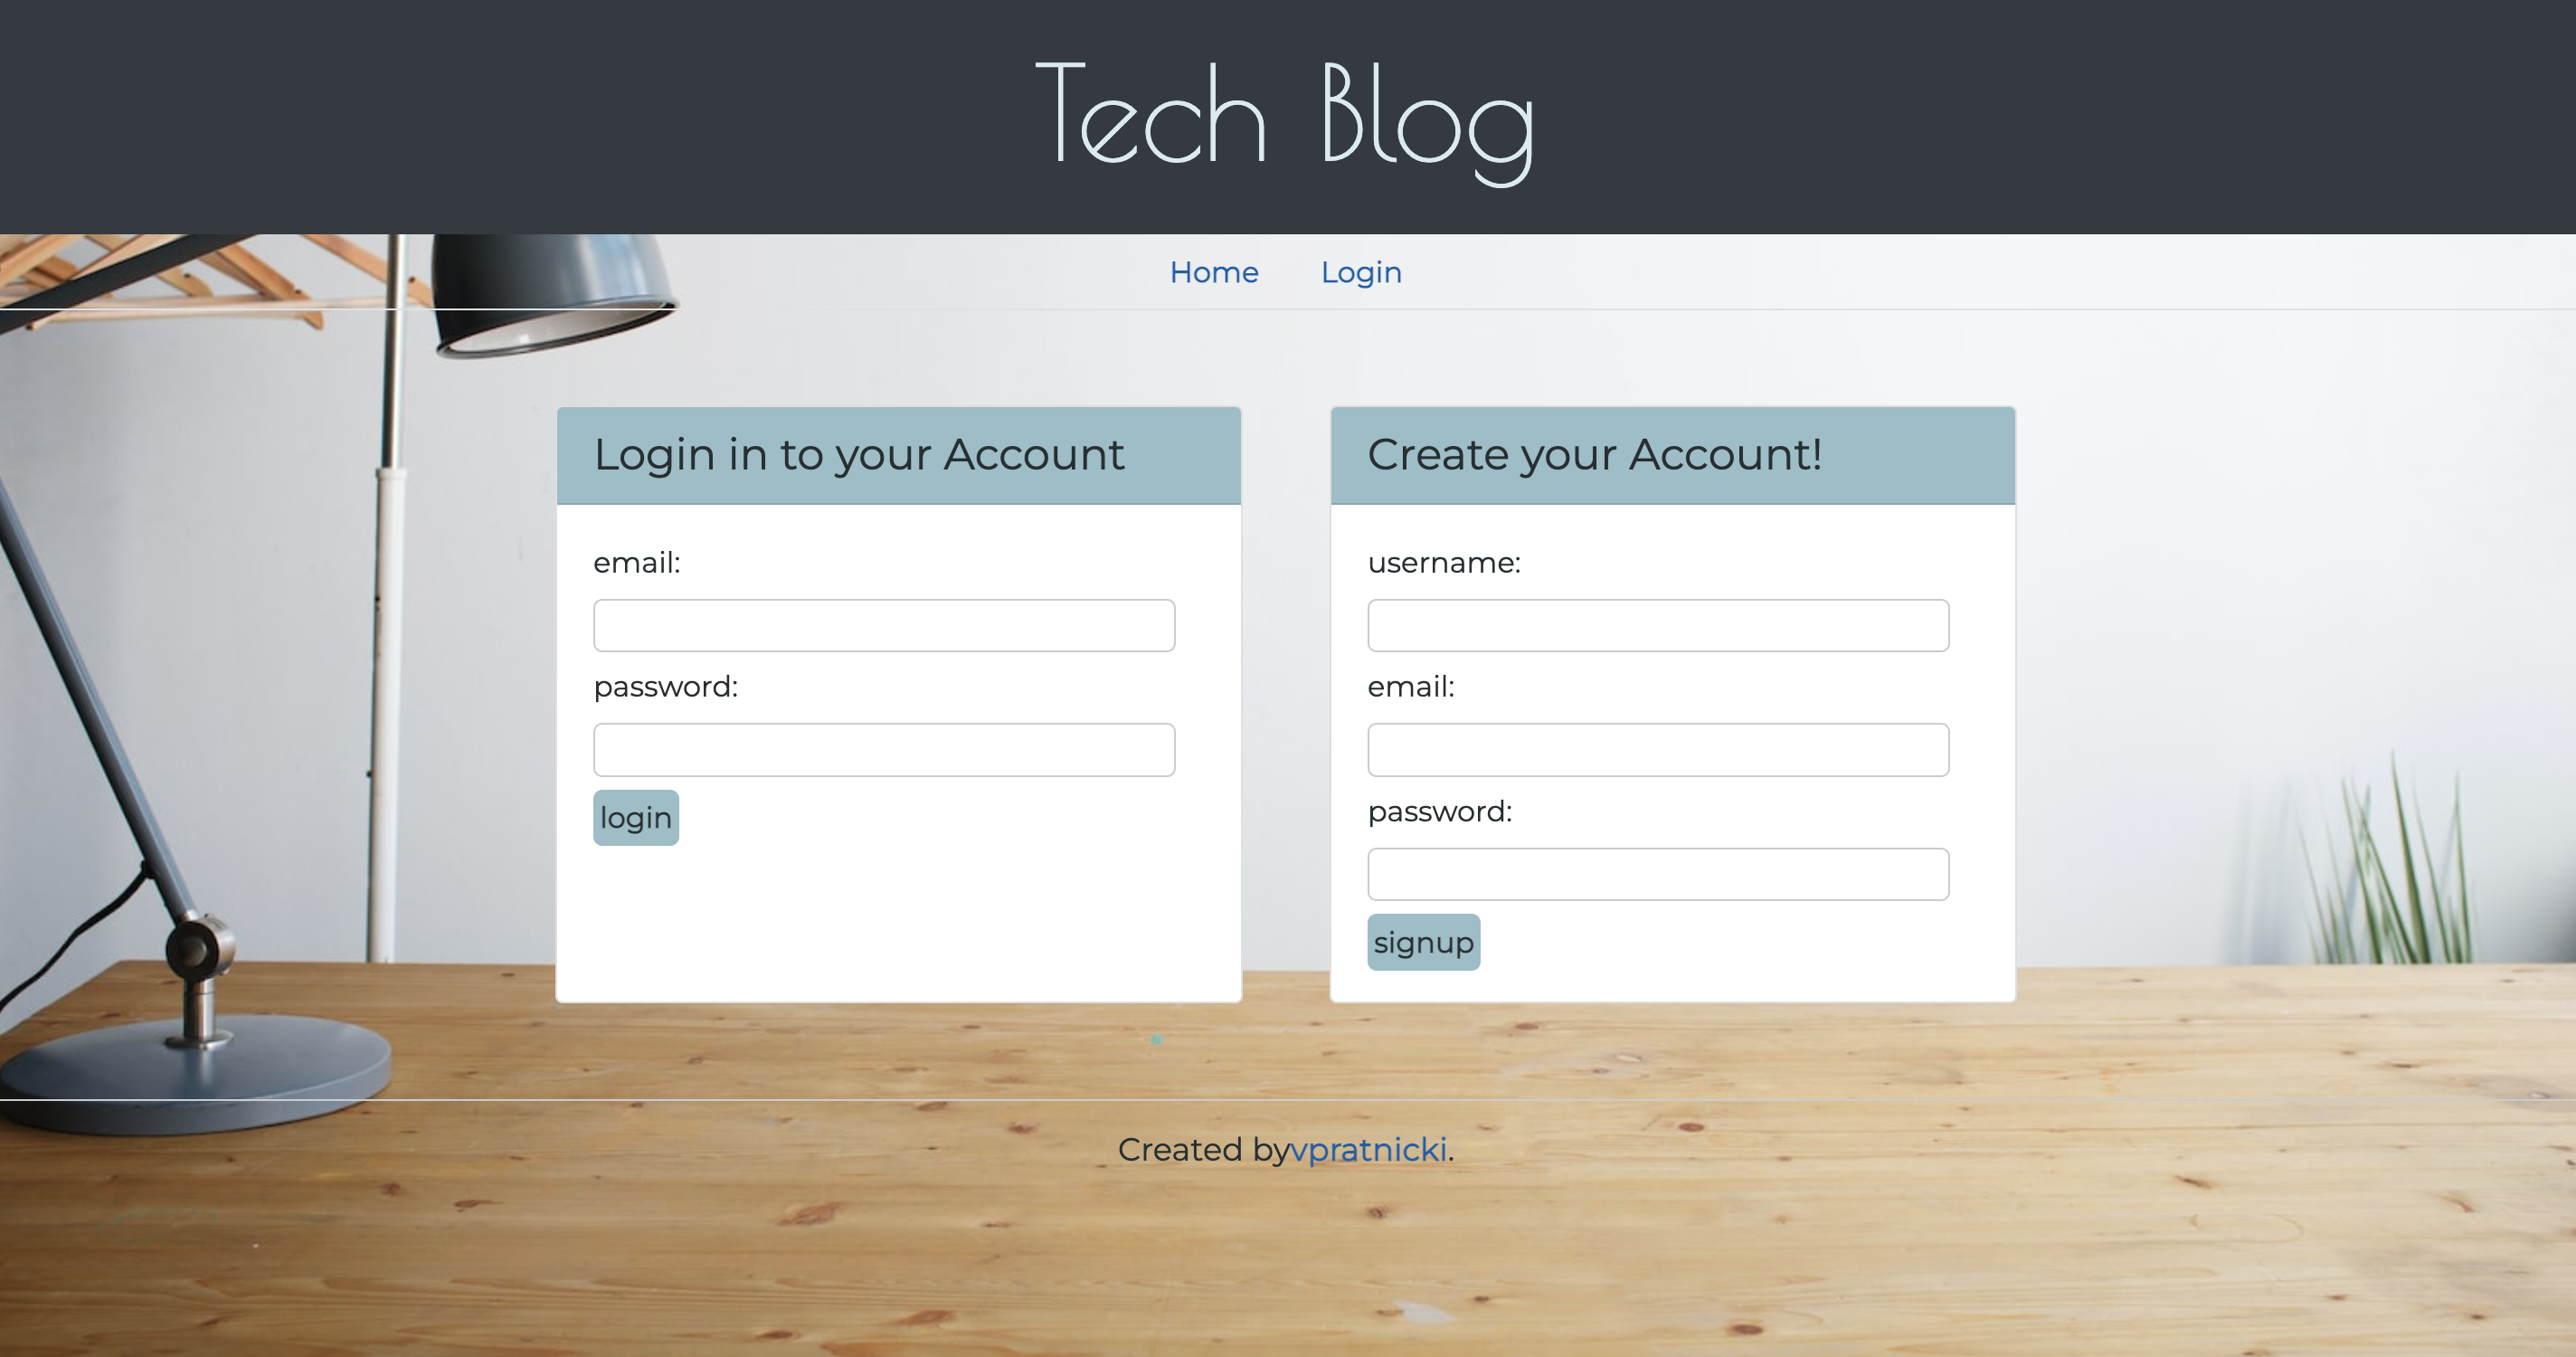 Tech Blog
Home Login
Login in to your Account
email:
password:
login
Create your Account!
username:
email:
password:
signup
Created byvpratnicki.